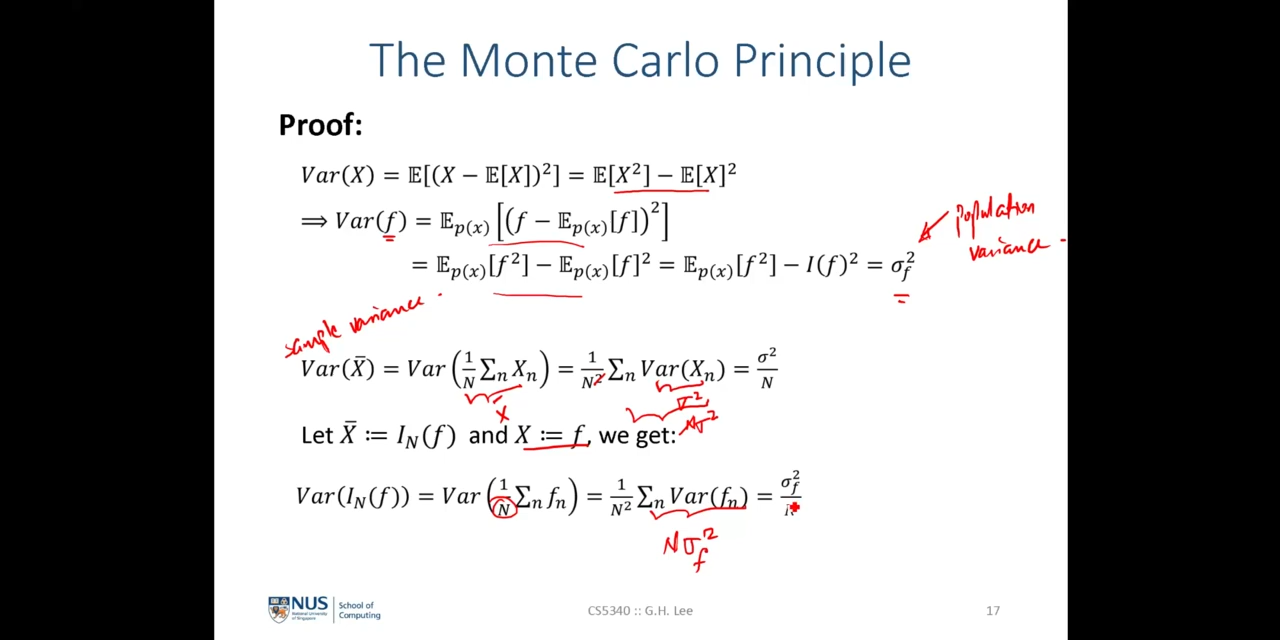 The Monte Carlo Principle
Proof:
Var(X) = 𝔼[(X − 𝔼[X])²] = 𝔼[X²] − 𝔼[X]²
⟹ Var(f) = 𝔼_{p(x)}[(f − 𝔼_{p(x)}[f])²]
population
variance.
= 𝔼_{p(x)}[f²] − 𝔼_{p(x)}[f]² = 𝔼_{p(x)}[f²] − I(f)² = σ_f²
sample variance.
Var(X̄) = Var(1/N Σ_n X_n) = 1/N² Σ_n Var(X_n) = σ²/N
X̄
σ²
Nσ²
Let X̄ ≔ I_N(f) and X ≔ f, we get:
Var(I_N(f)) = Var(1/N Σ_n f_n) = 1/N² Σ_n Var(f_n) = σ_f²
Nσ_f²
NUS
National University
of Singapore
School of
Computing
CS5340 :: G.H. Lee
17